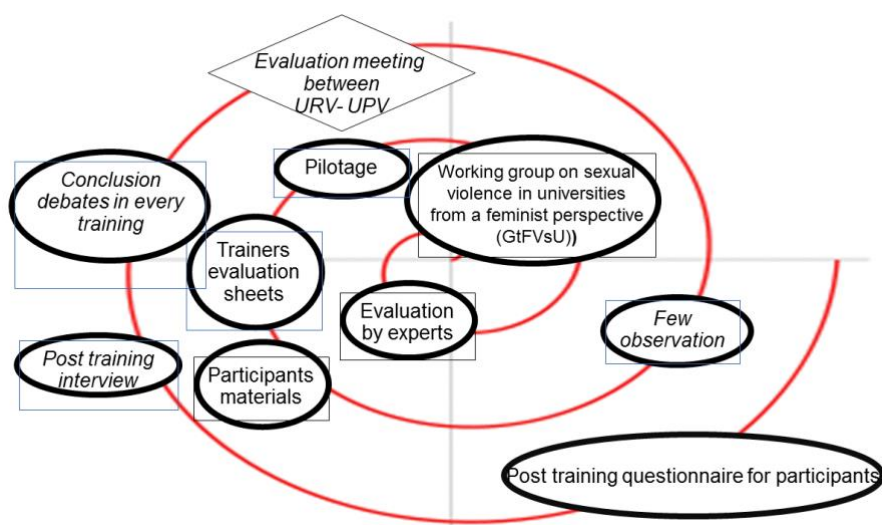 Evaluation meeting
between
URV- UPV
Pilotage
Working group on sexual
violence in universities
from a feminist perspective
(GtFVsU))
Conclusion
debates in every
training
Trainers
evaluation
sheets
Evaluation
by experts
Few
observation
Post training
interview
Participants
materials
Post training questionnaire for participants